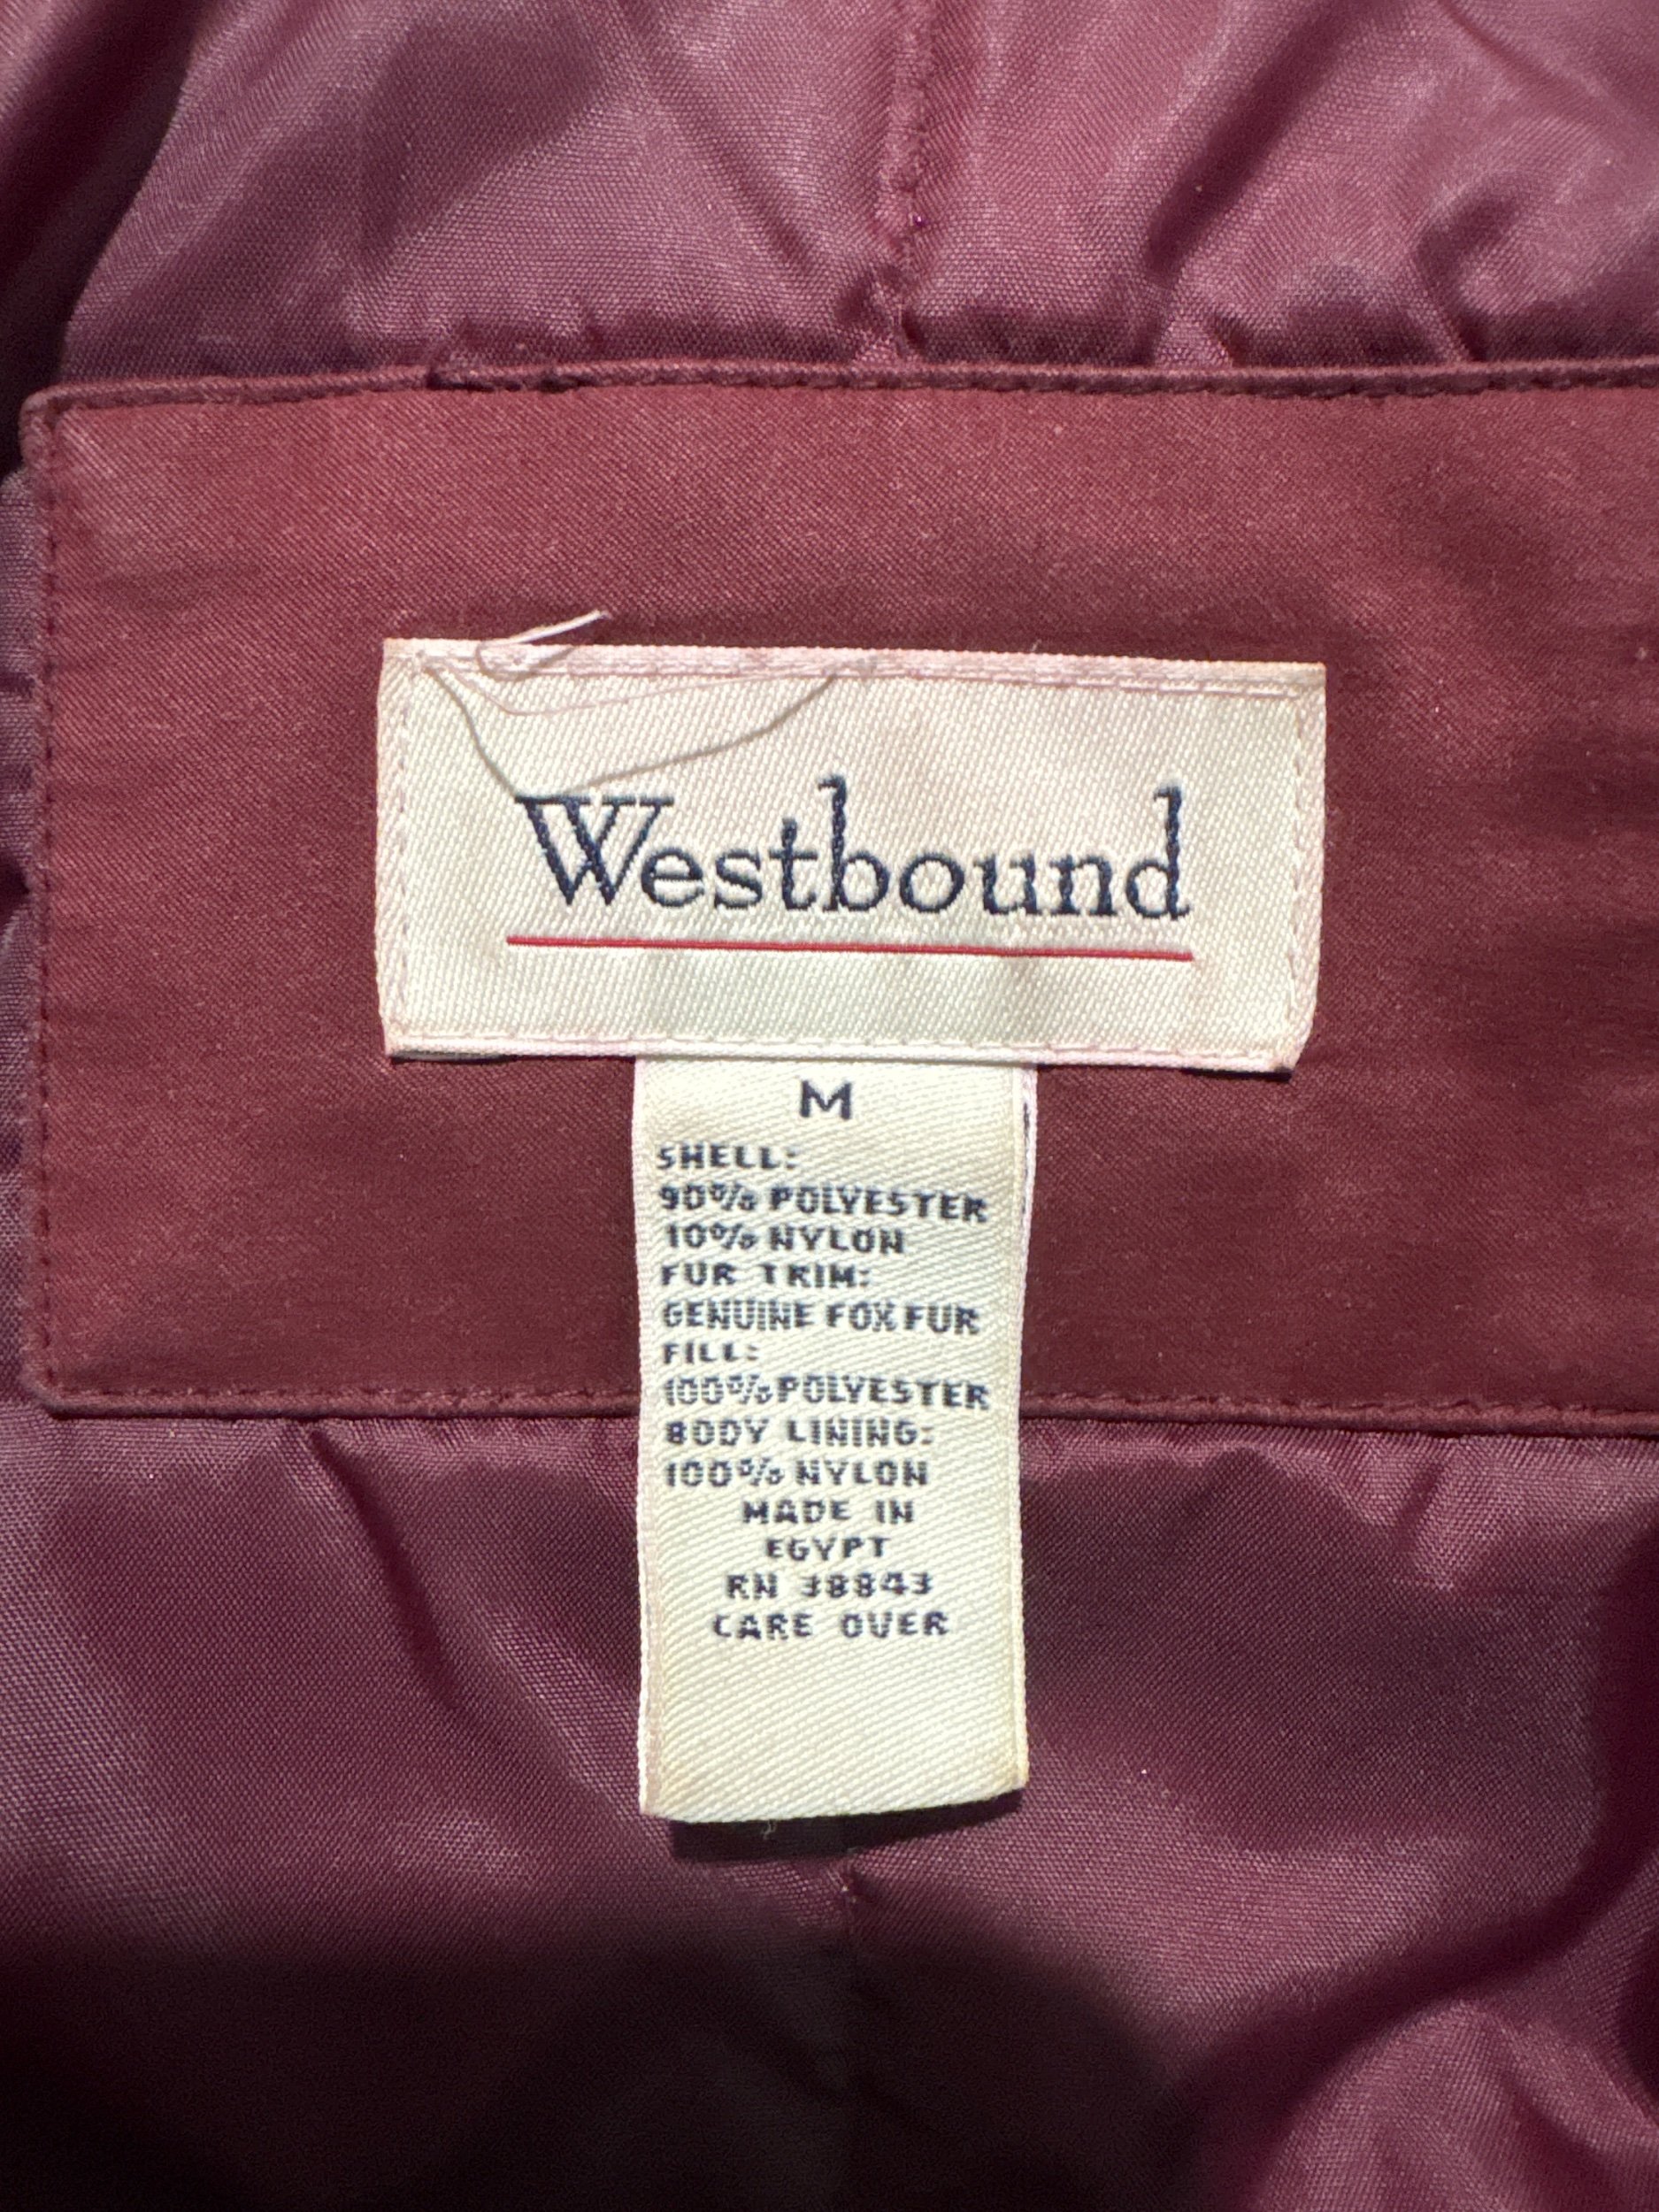 Westbound
M
SHELL:
90% POLYESTER
10% NYLON
FUR TRIM:
GENUINE FOX FUR
FILL:
100% POLYESTER
BODY LINING:
100% NYLON
MADE IN
EGYPT
RN 38843
CARE OVER